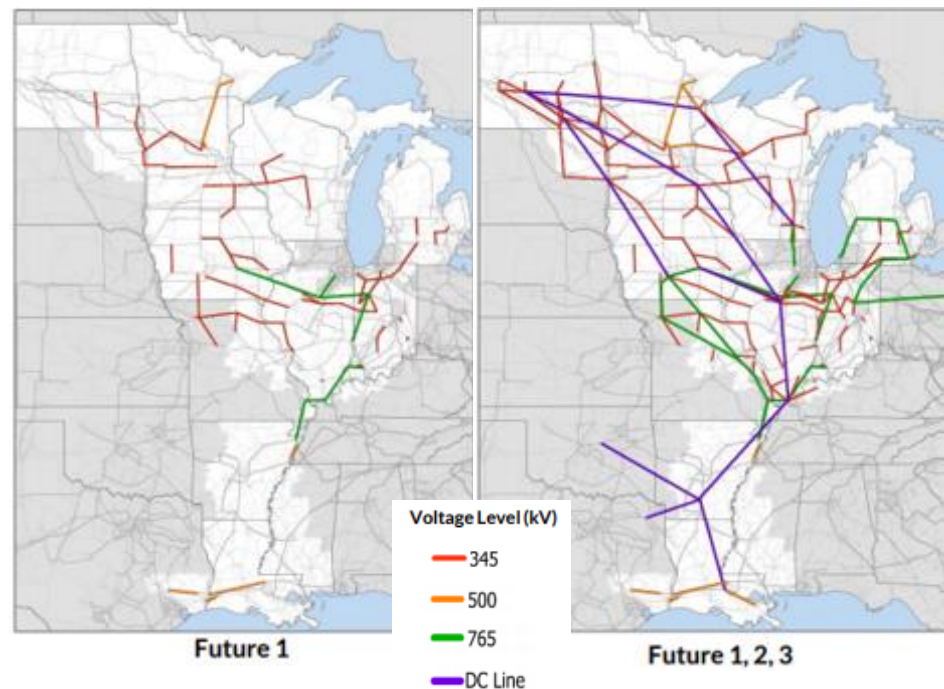 Voltage Level (kV)
345
500
765
DC Line
Future 1
Future 1, 2, 3